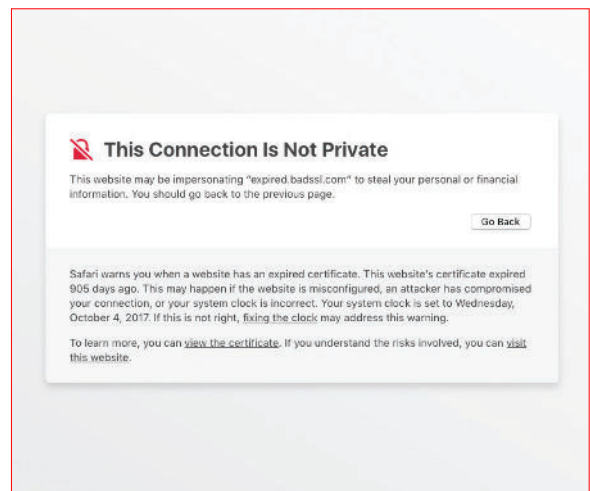 This Connection Is Not Private
This website may be impersonating "expired.badssl.com" to steal your personal or financial
information. You should go back to the previous page.
Go Back
Safari warns you when a website has an expired certificate. This website's certificate expired
905 days ago. This may happen if the website is misconfigured, an attacker has compromised
your connection, or your system clock is incorrect. Your system clock is set to Wednesday,
October 4, 2017. If this is not right, fixing the clock may address this warning.
To learn more, you can view the certificate. If you understand the risks involved, you can visit
this website.